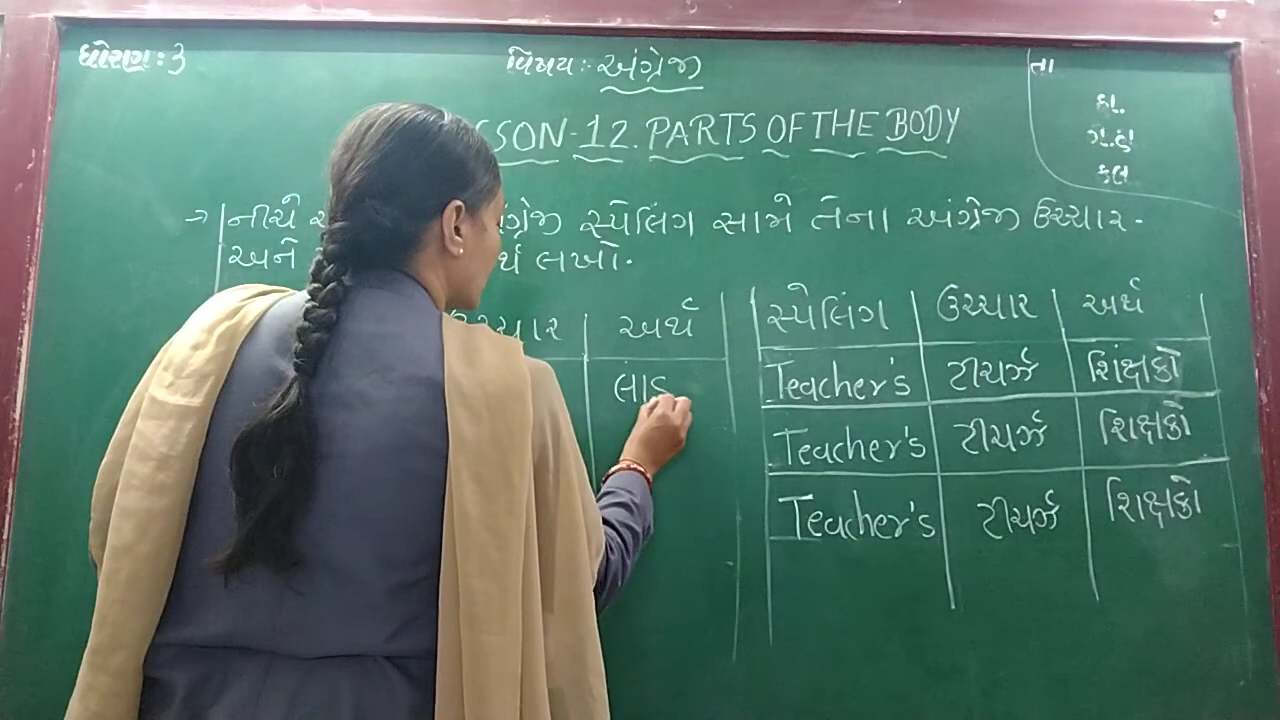 ધોરણ : ૩
વિષય :- અંગ્રેજી
તા
SON-12. PARTS OF THE BODY
→ નીચે સ્પેલિંગ સામે તેના અંગ્રેજી ઉચ્ચાર
અને લખો.
અર્થ
લાડ
સ્પેલિંગ ઉચ્ચાર અર્થ
Teacher's ટીચર્ઝ શિંક્ષકો
Teacher's ટીચર્ઝ શિક્ષકો
Teacher's ટીચર્ઝ શિક્ષકો